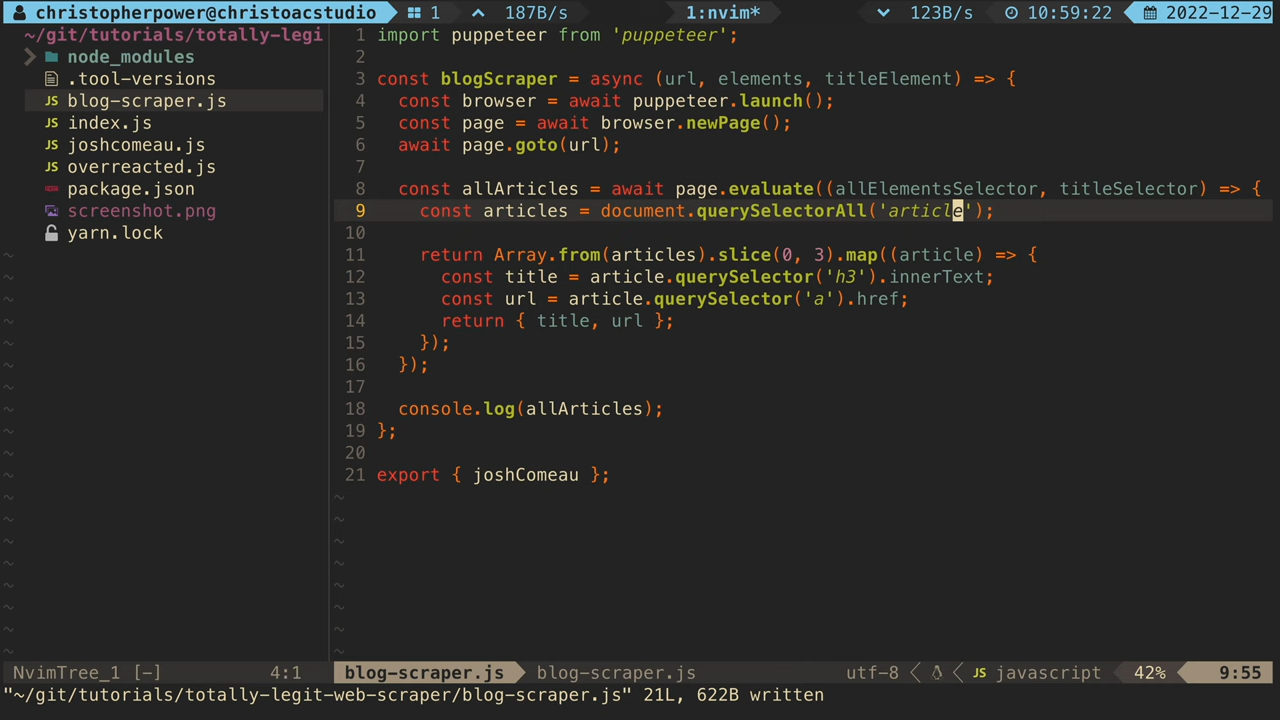 christopherpower@christoacstudio 1 187B/s 1:nvim* 123B/s 10:59:22 2022-12-29
~/git/tutorials/totally-legi
node_modules
.tool-versions
JS blog-scraper.js
JS index.js
JS joshcomeau.js
JS overreacted.js
package.json
screenshot.png
yarn.lock
1 import puppeteer from 'puppeteer';
2
3 const blogScraper = async (url, elements, titleElement) => {
4 const browser = await puppeteer.launch();
5 const page = await browser.newPage();
6 await page.goto(url);
7
8 const allArticles = await page.evaluate((allElementsSelector, titleSelector) => {
9 const articles = document.querySelectorAll('article');
10
11 return Array.from(articles).slice(0, 3).map((article) => {
12 const title = article.querySelector('h3').innerText;
13 const url = article.querySelector('a').href;
14 return { title, url };
15 });
16 });
17
18 console.log(allArticles);
19 };
20
21 export { joshComeau };
NvimTree_1 [-] 4:1 blog-scraper.js blog-scraper.js utf-8 JS javascript 42% 9:55
"~/git/tutorials/totally-legit-web-scraper/blog-scraper.js" 21L, 622B written